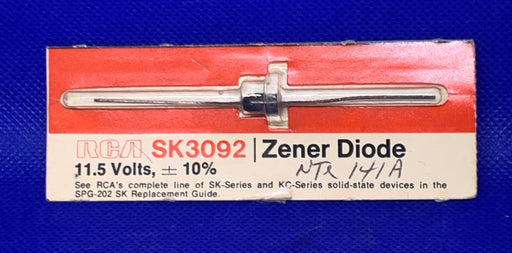 RCA SK3092 | Zener Diode
11.5 Volts, ± 10% NTE 141A
See RCA's complete line of SK-Series and KC-Series solid-state devices in the
SPG-202 SK Replacement Guide.